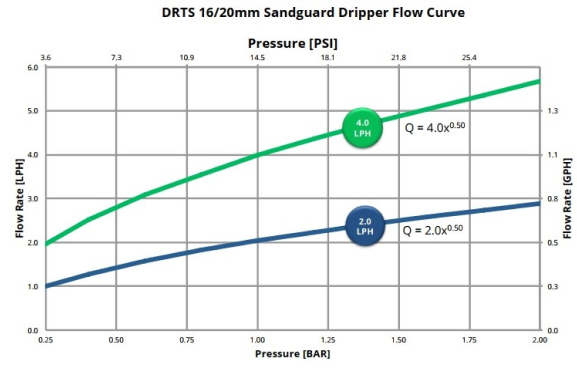 DRTS 16/20mm Sandguard Dripper Flow Curve
Pressure [PSI]
3.6 7.3 10.9 14.5 18.1 21.8 25.4
6.0
5.0 1.3
4.0 LPH
Q = 4.0x^0.50
4.0 1.1
3.0 0.8
2.0 LPH
Q = 2.0x^0.50
2.0 0.5
1.0 0.3
0.0 0.0
Flow Rate [LPH]
Flow Rate [GPH]
0.25 0.50 0.75 1.00 1.25 1.50 1.75 2.00
Pressure [BAR]